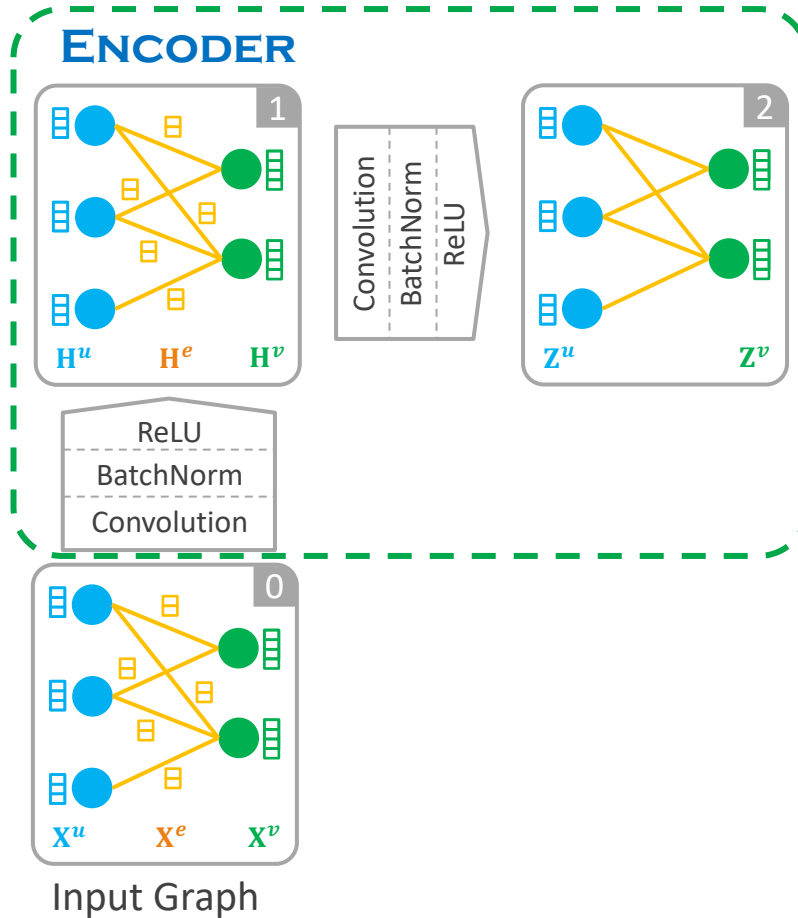 ENCODER
1
H^u H^e H^v
Convolution
BatchNorm
ReLU
2
Z^u Z^v
ReLU
BatchNorm
Convolution
0
X^u X^e X^v
Input Graph